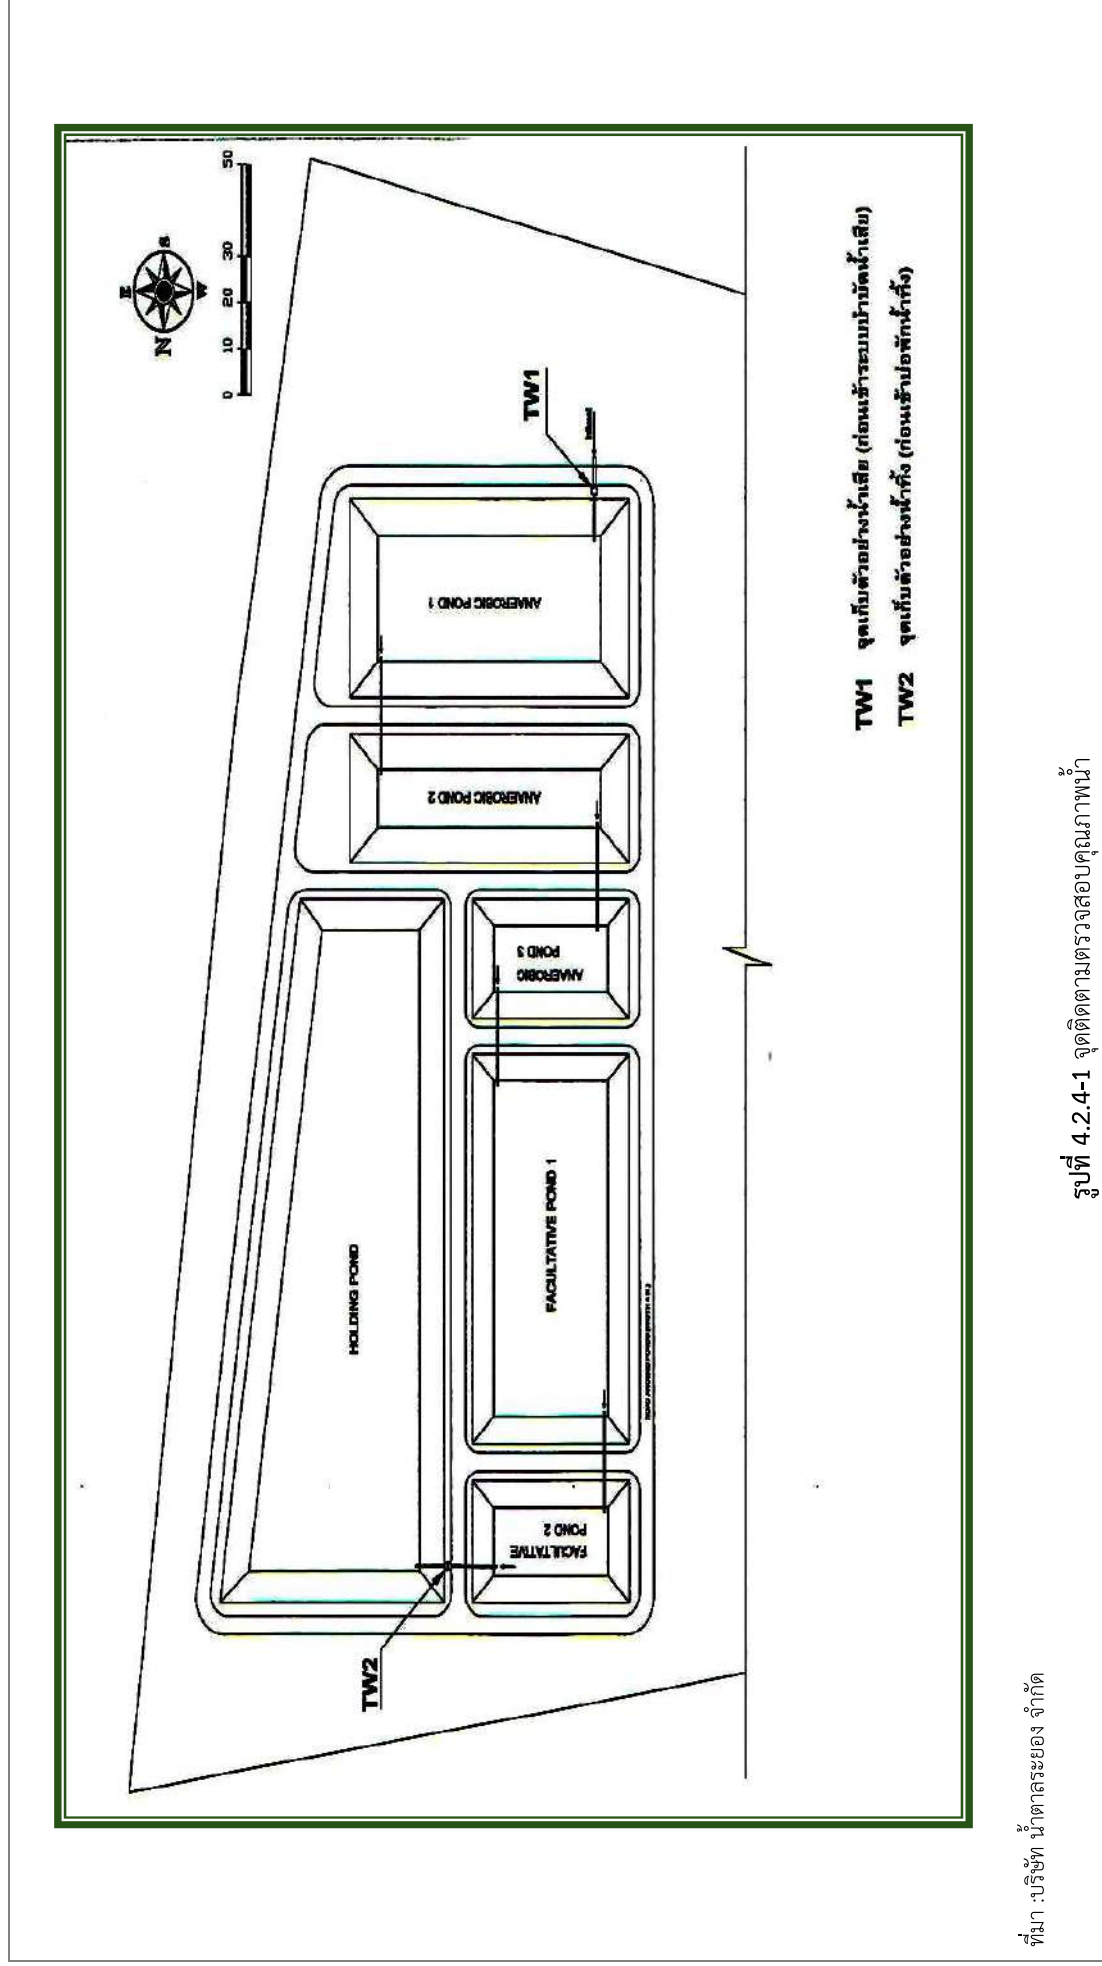 E
N
S
W
0 10 20 30 50
TW1
ANAEROBIC POND 1
ANAEROBIC POND 2
ANAEROBIC
POND 3
HOLDING POND
FACULTATIVE POND 1
FACULTATIVE
POND 2
TW2
TW1 จุดเก็บตัวอย่างน้ำเสีย (ก่อนเข้าระบบบำบัดน้ำเสีย)
TW2 จุดเก็บตัวอย่างน้ำทิ้ง (ก่อนเข้าบ่อพักน้ำทิ้ง)
ที่มา :บริษัท น้ำตาลระยอง จำกัด
รูปที่ 4.2.4-1 จุดติดตามตรวจสอบคุณภาพน้ำ